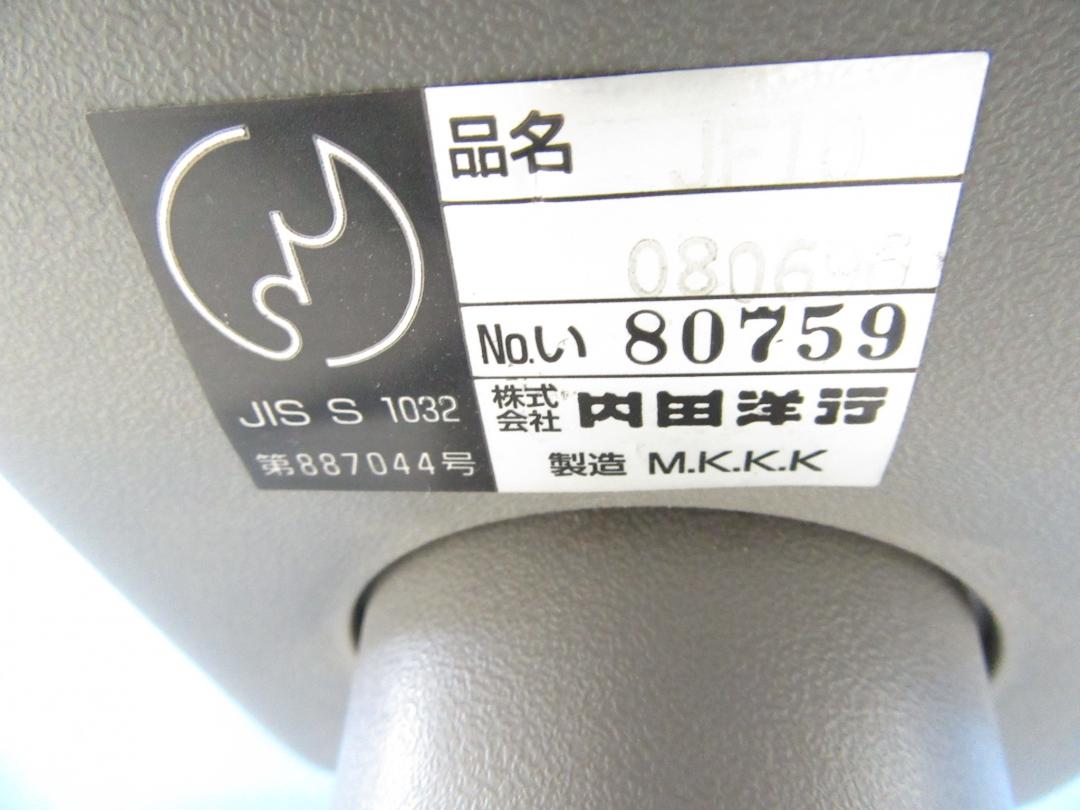 品名 JF10
No.い 80759
株式会社 内田洋行
製造 M.K.K.K
JIS S 1032
第887044号